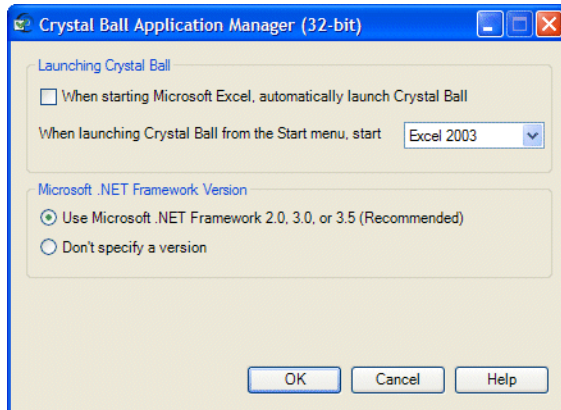 Crystal Ball Application Manager (32-bit)
Launching Crystal Ball
When starting Microsoft Excel, automatically launch Crystal Ball
When launching Crystal Ball from the Start menu, start Excel 2003
Microsoft .NET Framework Version
Use Microsoft .NET Framework 2.0, 3.0, or 3.5 (Recommended)
Don't specify a version
OK Cancel Help